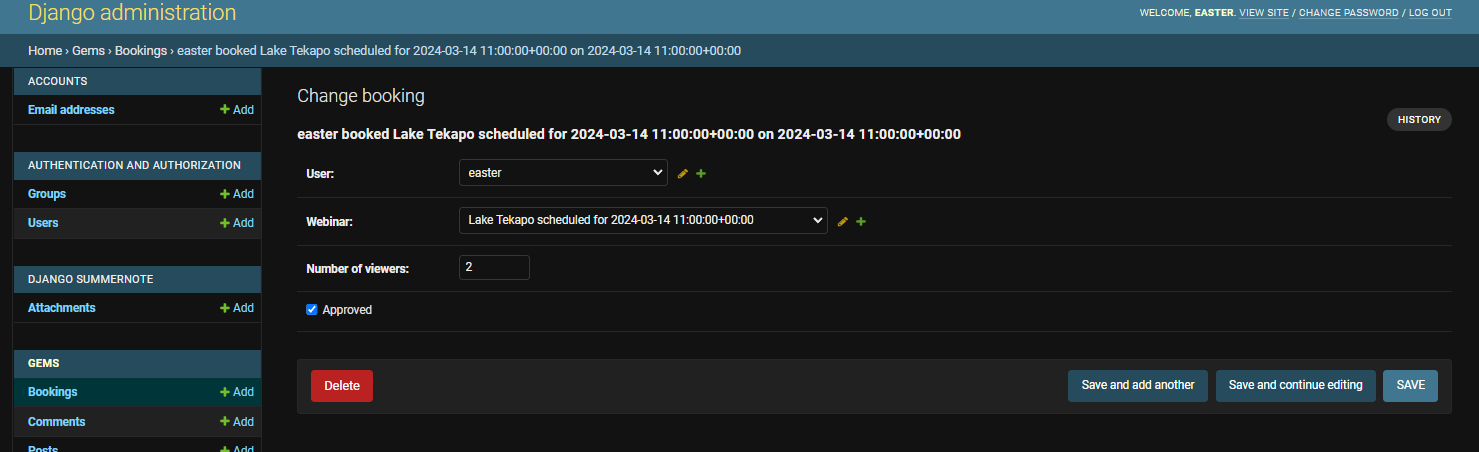 Django administration
WELCOME, EASTER. VIEW SITE / CHANGE PASSWORD / LOG OUT
Home › Gems › Bookings › easter booked Lake Tekapo scheduled for 2024-03-14 11:00:00+00:00 on 2024-03-14 11:00:00+00:00
ACCOUNTS
Email addresses
+ Add
AUTHENTICATION AND AUTHORIZATION
Groups
+ Add
Users
+ Add
DJANGO SUMMERNOTE
Attachments
+ Add
GEMS
Bookings
+ Add
Comments
+ Add
Posts
+ Add
Change booking
HISTORY
easter booked Lake Tekapo scheduled for 2024-03-14 11:00:00+00:00 on 2024-03-14 11:00:00+00:00
User:
easter
Webinar:
Lake Tekapo scheduled for 2024-03-14 11:00:00+00:00
Number of viewers:
2
Approved
Delete
Save and add another
Save and continue editing
SAVE